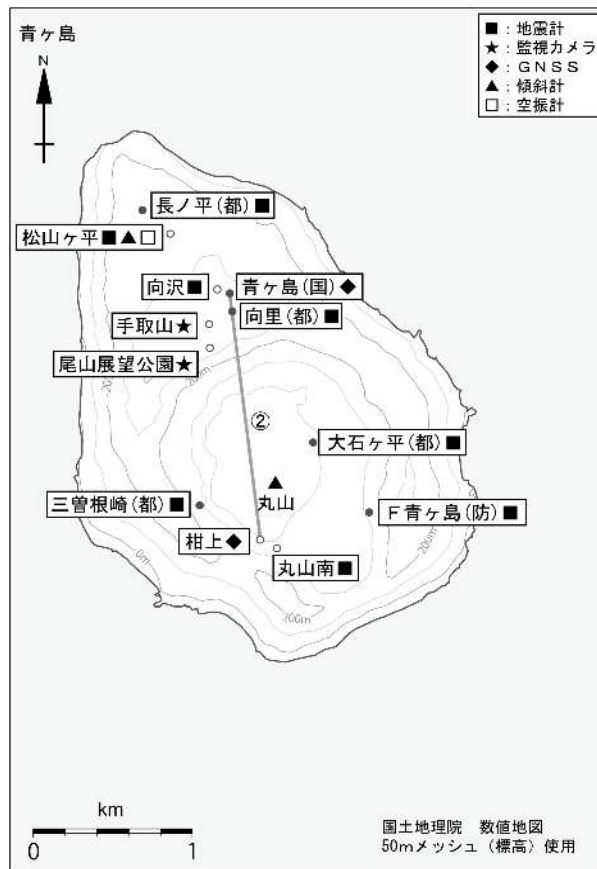 青ヶ島
N
■：地震計
★：監視カメラ
◆：ＧＮＳＳ
▲：傾斜計
□：空振計
長ノ平(都)■
松山ヶ平■▲□
向沢■
青ヶ島(国)◆
向里(都)■
手取山★
尾山展望公園★
200m
②
大石ヶ平(都)■
丸山
三曽根崎(都)■
Ｆ青ヶ島(防)■
柑上◆
丸山南■
0m
200m
200m
km
0
1
国土地理院　数値地図
50mメッシュ（標高）使用